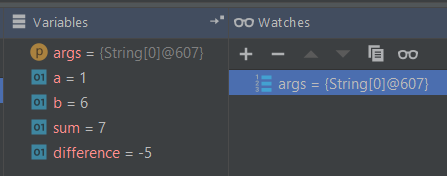 Variables
args = {String[0]@607}
a = 1
b = 6
sum = 7
difference = -5
Watches
args = {String[0]@607}